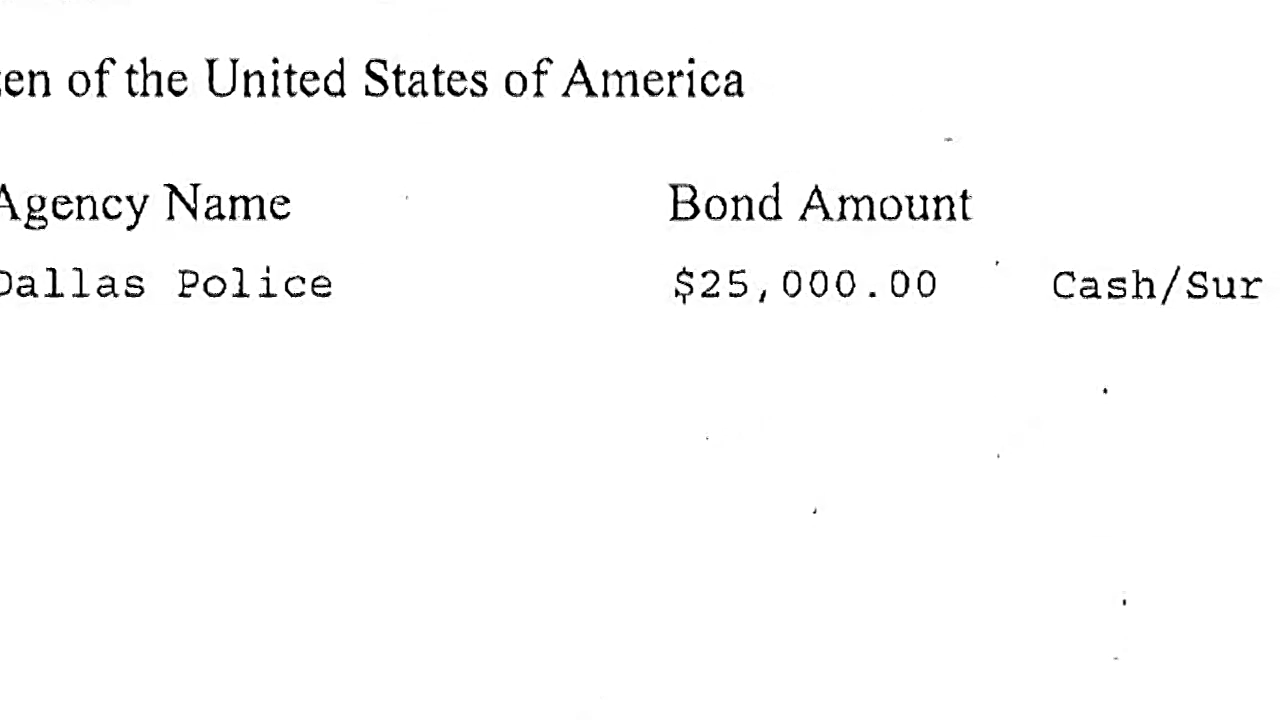 en of the United States of America
Agency Name Bond Amount
Dallas Police $25,000.00 Cash/Sur